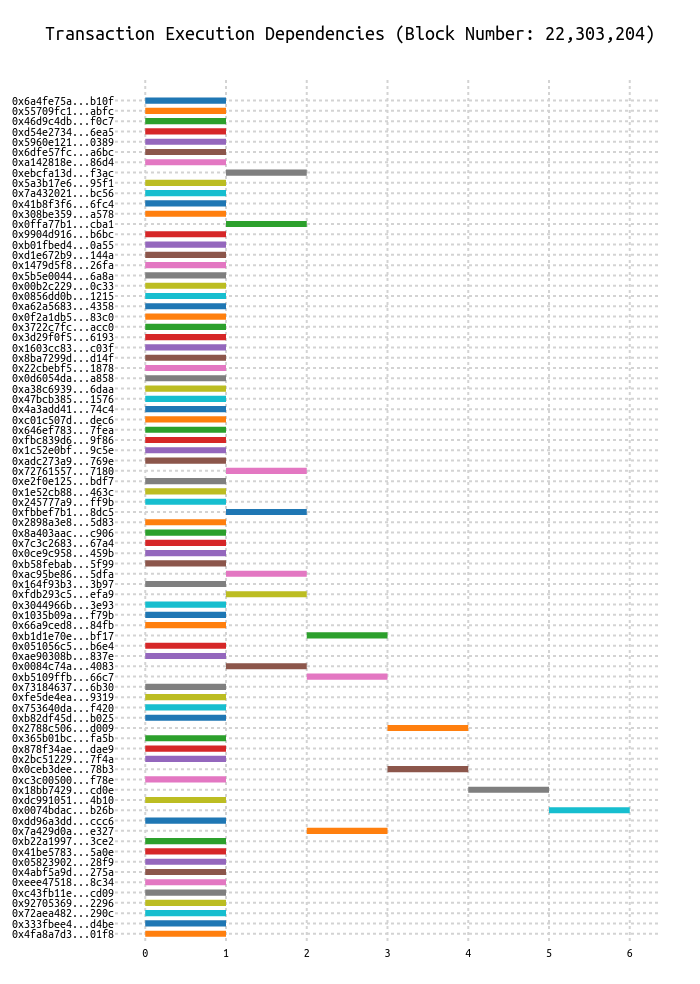 Transaction Execution Dependencies (Block Number: 22,303,204)
0x6a4fe75a...b10f
0x55709fc1...abfc
0x46d9c4db...f0c7
0xd54e2734...6ea5
0x5960e121...0389
0x6dfe57fc...a6bc
0xa142818e...86d4
0xebcfa13d...f3ac
0x5a3b17e6...95f1
0x7a432021...bc56
0x41b8f3f6...6fc4
0x308be359...a578
0x0ffa77b1...cba1
0x9904d916...b6bc
0xb01fbed4...0a55
0xd1e672b9...144a
0x1479d5f8...26fa
0x5b5e0044...6a8a
0x00b2c229...0c33
0x0856dd0b...1215
0xa62a5683...4358
0x0f2a1db5...83c0
0x3722c7fc...acc0
0x3d29f0f5...6193
0x1603cc83...c03f
0x8ba7299d...d14f
0x22cbebf5...1878
0x0d6054da...a858
0xa38c6939...6daa
0x47bcb385...1576
0x4a3add41...74c4
0xc01c507d...dec6
0x646ef783...7fea
0xfbc839d6...9f86
0x1c52e0bf...9c5e
0xadc273a9...769e
0x72761557...7180
0xe2f0e125...bdf7
0x1e52cb88...463c
0x245777a9...ff9b
0xfbbef7b1...8dc5
0x2898a3e8...5d83
0x8a403aac...c906
0x7c3c2683...67a4
0x0ce9c958...459b
0xb58febab...5f99
0xac95be86...5dfa
0x164f93b3...3b97
0xfdb293c5...efa9
0x3044966b...3e93
0x1035b09a...f79b
0x66a9ced8...84fb
0xb1d1e70e...bf17
0x051056c5...b6e4
0xae90308b...837e
0x0084c74a...4083
0xb5109ffb...66c7
0x73184637...6b30
0xfe5de4ea...9319
0x753640da...f420
0xb82df45d...b025
0x2788c506...d009
0x365b01bc...fa5b
0x878f34ae...dae9
0x2bc51229...7f4a
0x0ceb3dee...78b3
0xc3c00500...f78e
0x18bb7429...cd0e
0xdc991051...4b10
0x0074bdac...b26b
0xdd96a3dd...ccc6
0x7a429d0a...e327
0xb22a1997...3ce2
0x41be5783...5a0e
0x05823902...28f9
0x4abf5a9d...275a
0xeee47518...8c34
0xc43fb11e...cd09
0x92705369...2296
0x72aea482...290c
0x333fbee4...d4be
0x4fa8a7d3...01f8
0 1 2 3 4 5 6